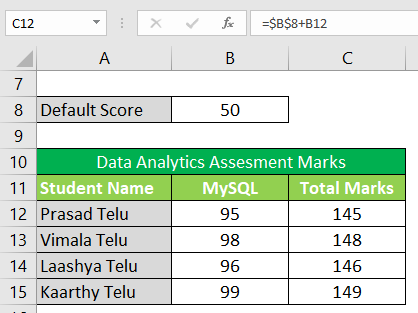 C12 fx =$B$8+B12
A B C
7
8 Default Score 50
9
10 Data Analytics Assesment Marks
11 Student Name MySQL Total Marks
12 Prasad Telu 95 145
13 Vimala Telu 98 148
14 Laashya Telu 96 146
15 Kaarthy Telu 99 149